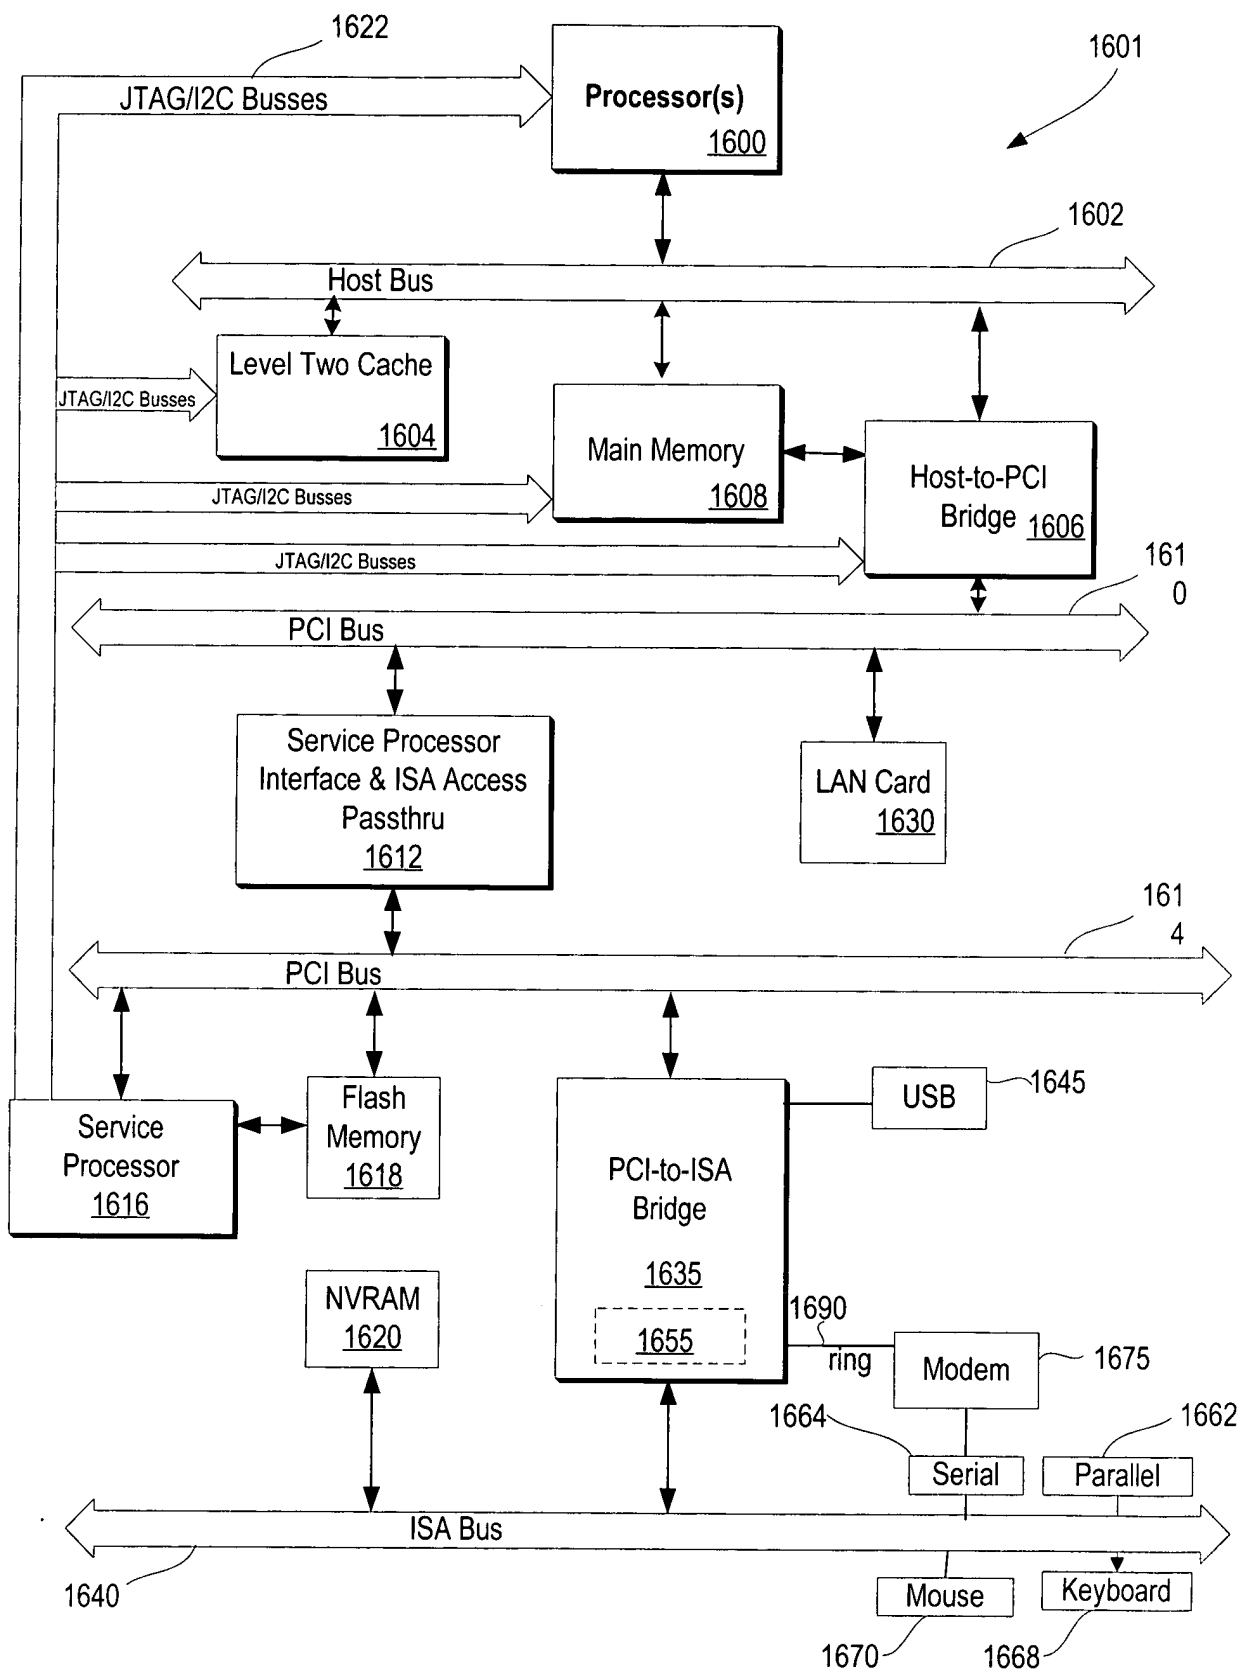 1622
1601
JTAG/I2C Busses
Processor(s)
1600
1602
Host Bus
Level Two Cache
1604
JTAG/I2C Busses
Main Memory
1608
Host-to-PCI
Bridge 1606
JTAG/I2C Busses
JTAG/I2C Busses
161
0
PCI Bus
Service Processor
Interface & ISA Access
Passthru
1612
LAN Card
1630
161
4
PCI Bus
Flash
Memory
1618
Service
Processor
1616
USB
1645
PCI-to-ISA
Bridge
1635
1655
NVRAM
1620
1690
ring
Modem
1675
1664
1662
Serial
Parallel
ISA Bus
1640
Mouse
Keyboard
1670
1668